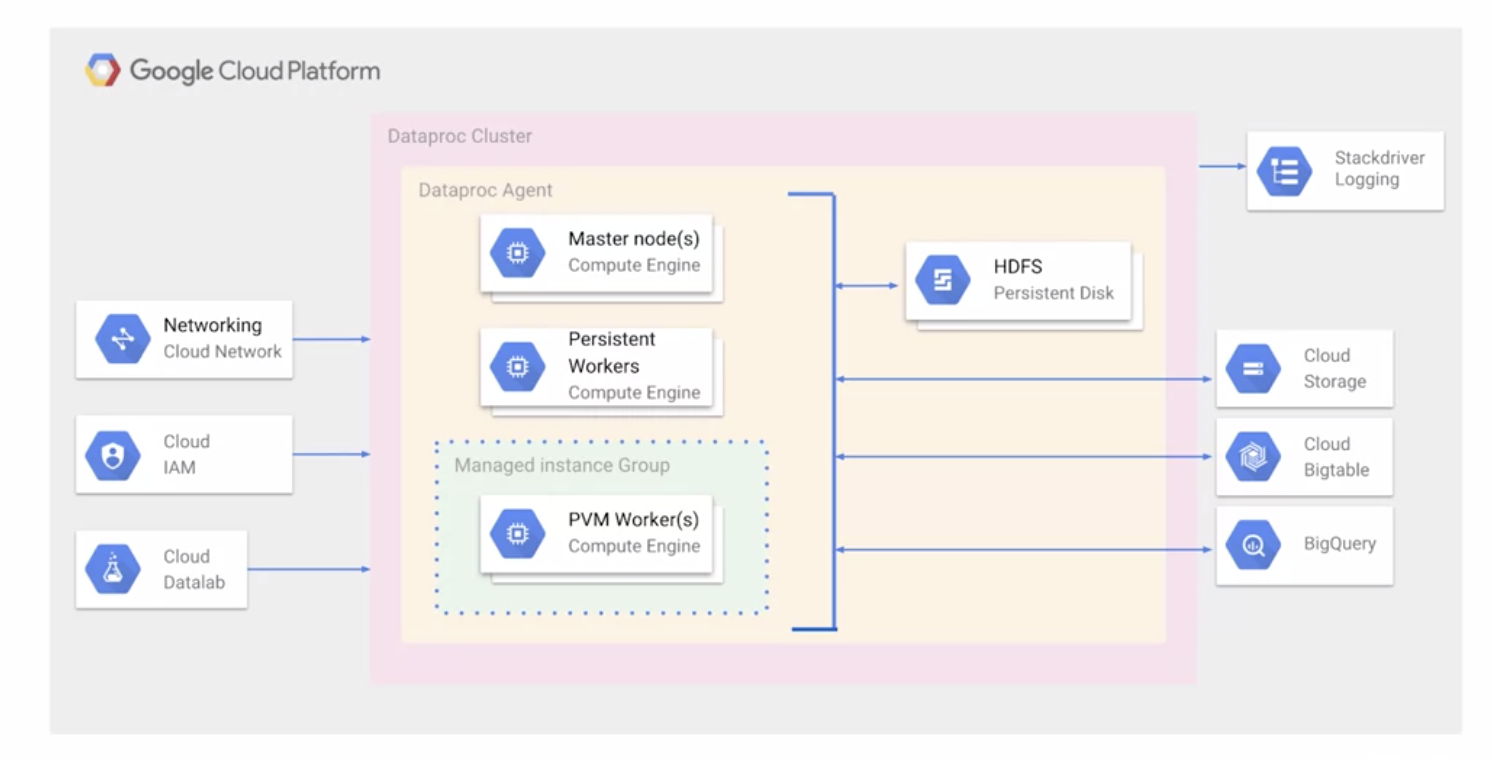 Google Cloud Platform
Dataproc Cluster
Dataproc Agent
Master node(s)
Compute Engine
Persistent
Workers
Compute Engine
Managed instance Group
PVM Worker(s)
Compute Engine
HDFS
Persistent Disk
Networking
Cloud Network
Cloud
IAM
Cloud
Datalab
Stackdriver
Logging
Cloud
Storage
Cloud
Bigtable
BigQuery